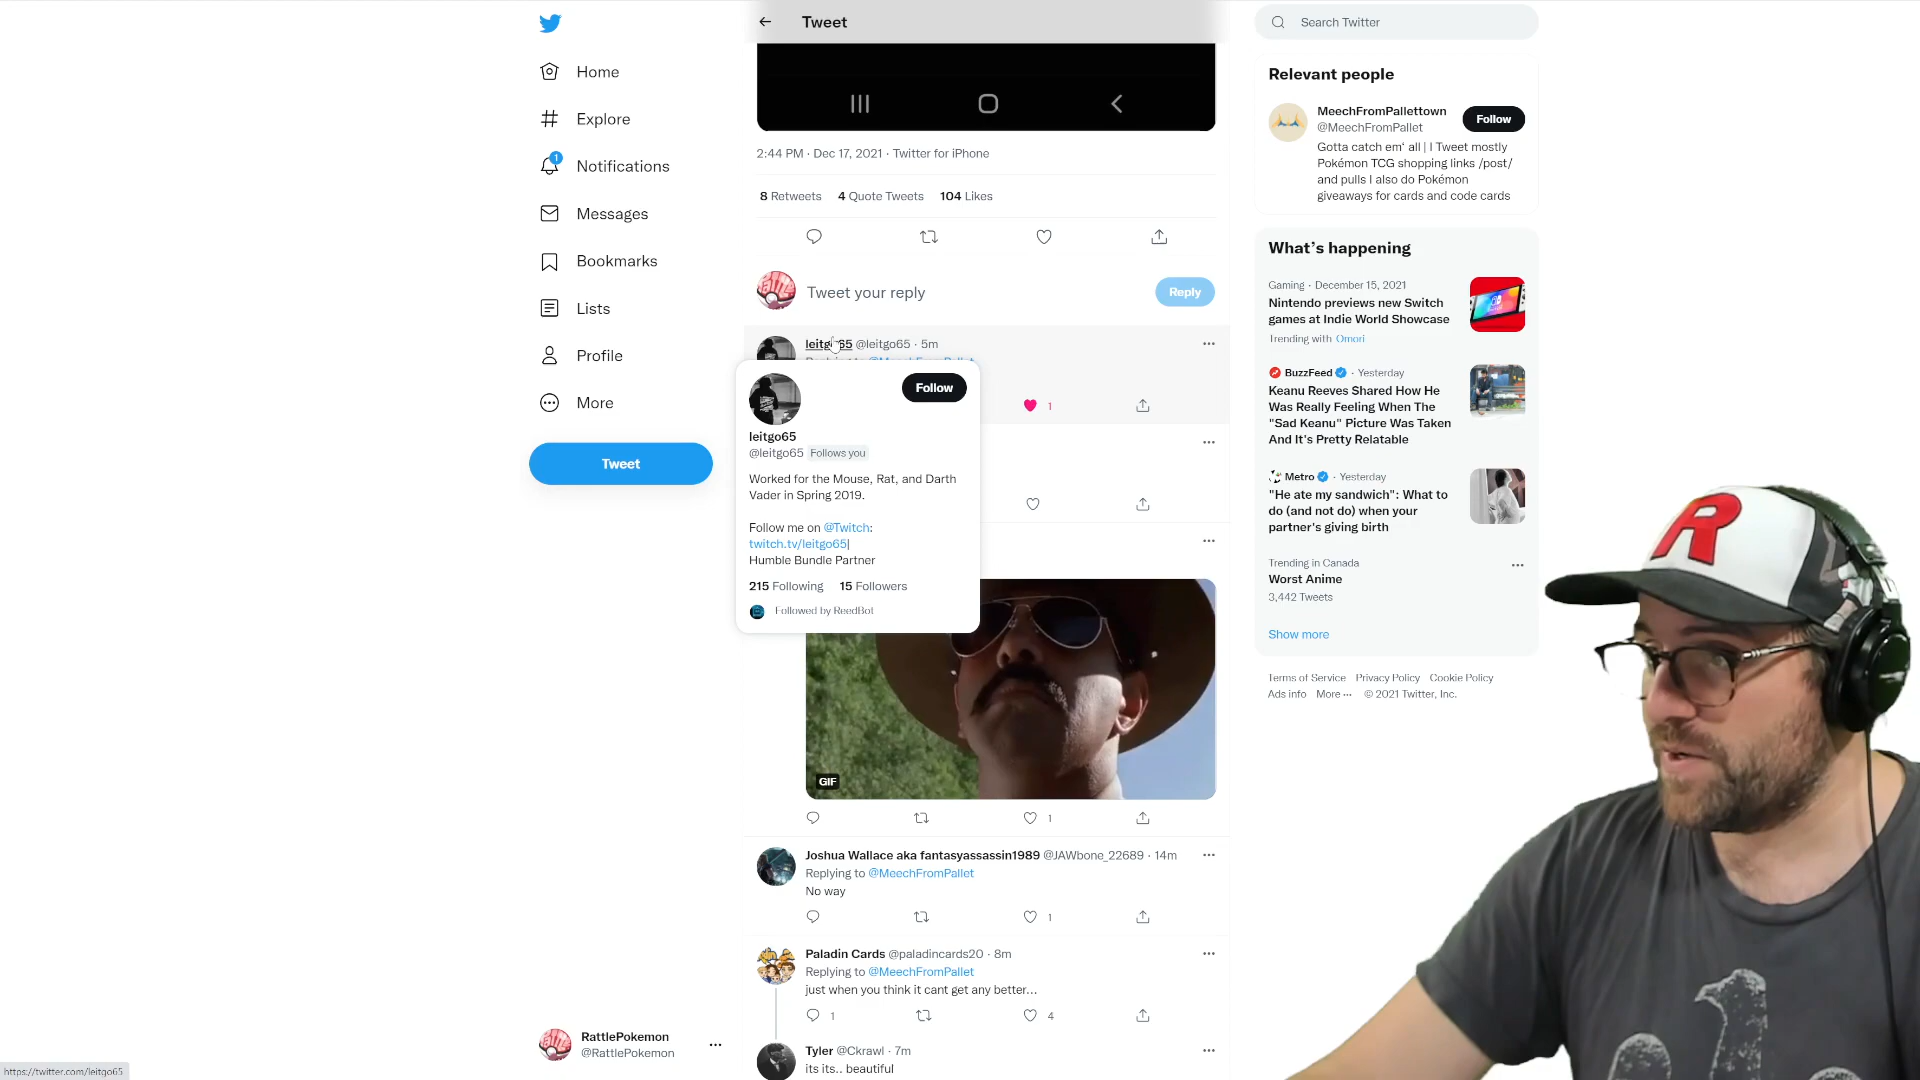 Home
Explore
1
Notifications
Messages
Bookmarks
Lists
Profile
More
Tweet
RattlePokemon
@RattlePokemon
https://twitter.com/leitgo65
Tweet
2:44 PM · Dec 17, 2021 · Twitter for iPhone
8 Retweets 4 Quote Tweets 104 Likes
Tweet your reply
Reply
leitgo65 @leitgo65 · 5m
1
Follow
leitgo65
@leitgo65 Follows you
Worked for the Mouse, Rat, and Darth
Vader in Spring 2019.
Follow me on @Twitch:
twitch.tv/leitgo65|
Humble Bundle Partner
215 Following 15 Followers
Followed by ReedBot
GIF
1
Joshua Wallace aka fantasyassassin1989 @JAWbone_22689 · 14m
Replying to @MeechFromPallet
No way
1
Paladin Cards @paladincards20 · 8m
Replying to @MeechFromPallet
just when you think it cant get any better...
1 4
Tyler @Ckrawl · 7m
its its.. beautiful
Search Twitter
Relevant people
MeechFromPallettown
@MeechFromPallet
Follow
Gotta catch em' all | I Tweet mostly
Pokémon TCG shopping links /post/
and pulls I also do Pokémon
giveaways for cards and code cards
What's happening
Gaming · December 15, 2021
Nintendo previews new Switch
games at Indie World Showcase
Trending with Omori
BuzzFeed · Yesterday
Keanu Reeves Shared How He
Was Really Feeling When The
"Sad Keanu" Picture Was Taken
And It's Pretty Relatable
Metro · Yesterday
"He ate my sandwich": What to
do (and not do) when your
partner's giving birth
Trending in Canada
Worst Anime
3,442 Tweets
Show more
Terms of Service Privacy Policy Cookie Policy
Ads info More ··· © 2021 Twitter, Inc.
R